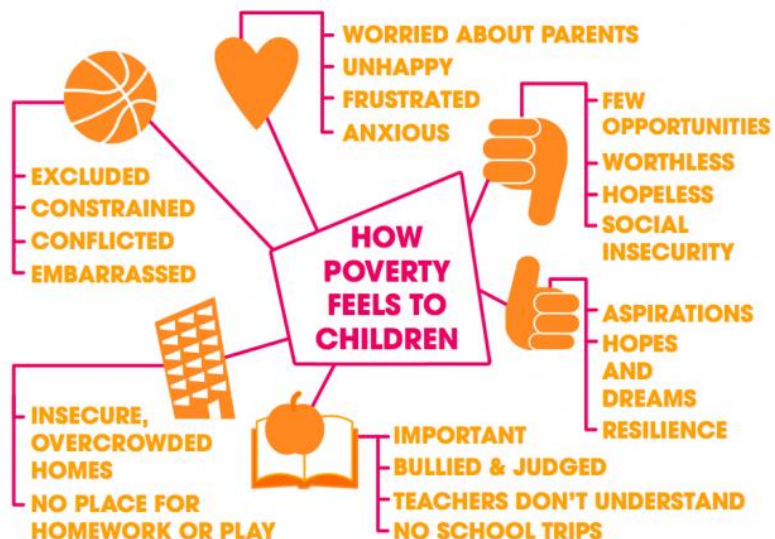 HOW
POVERTY
FEELS TO
CHILDREN
WORRIED ABOUT PARENTS
UNHAPPY
FRUSTRATED
ANXIOUS
FEW
OPPORTUNITIES
WORTHLESS
HOPELESS
SOCIAL
INSECURITY
ASPIRATIONS
HOPES
AND
DREAMS
RESILIENCE
IMPORTANT
BULLIED & JUDGED
TEACHERS DON'T UNDERSTAND
NO SCHOOL TRIPS
INSECURE,
OVERCROWDED
HOMES
NO PLACE FOR
HOMEWORK OR PLAY
EXCLUDED
CONSTRAINED
CONFLICTED
EMBARRASSED